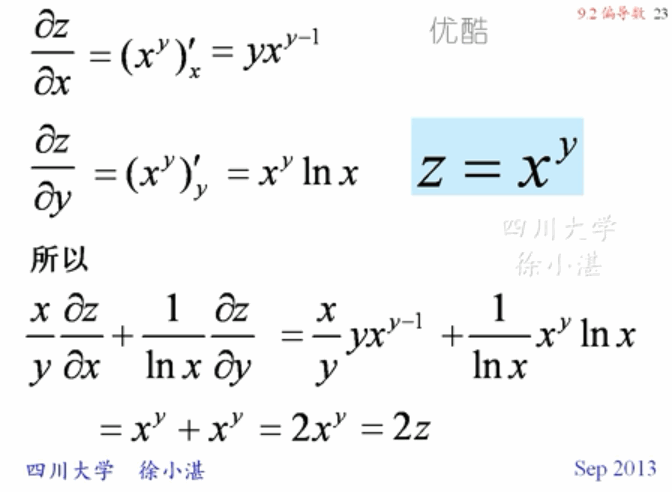 9.2 偏导数 23
优酷
∂z/∂x = (x^y)′_x = yx^{y−1}
∂z/∂y = (x^y)′_y = x^y ln x
z = x^y
四川大学
徐小湛
所以
x/y ∂z/∂x + 1/ln x ∂z/∂y = x/y yx^{y−1} + 1/ln x x^y ln x
= x^y + x^y = 2x^y = 2z
四川大学 徐小湛 Sep 2013